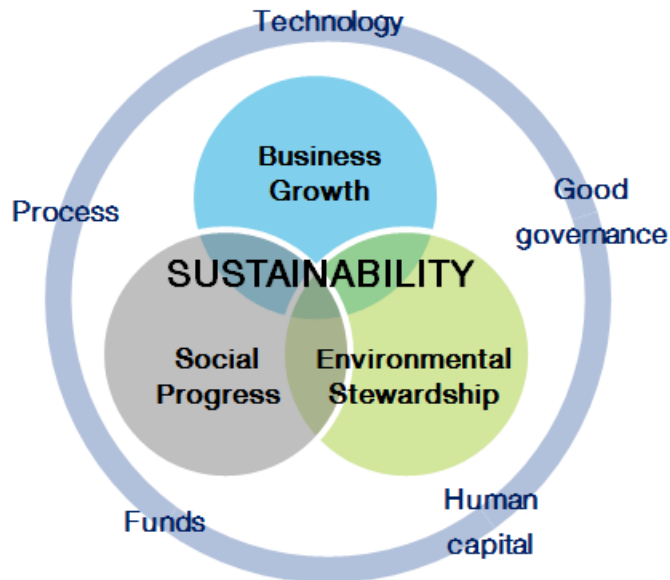 Technology
Business
Growth
Process
Good
governance
SUSTAINABILITY
Social
Progress
Environmental
Stewardship
Funds
Human
capital